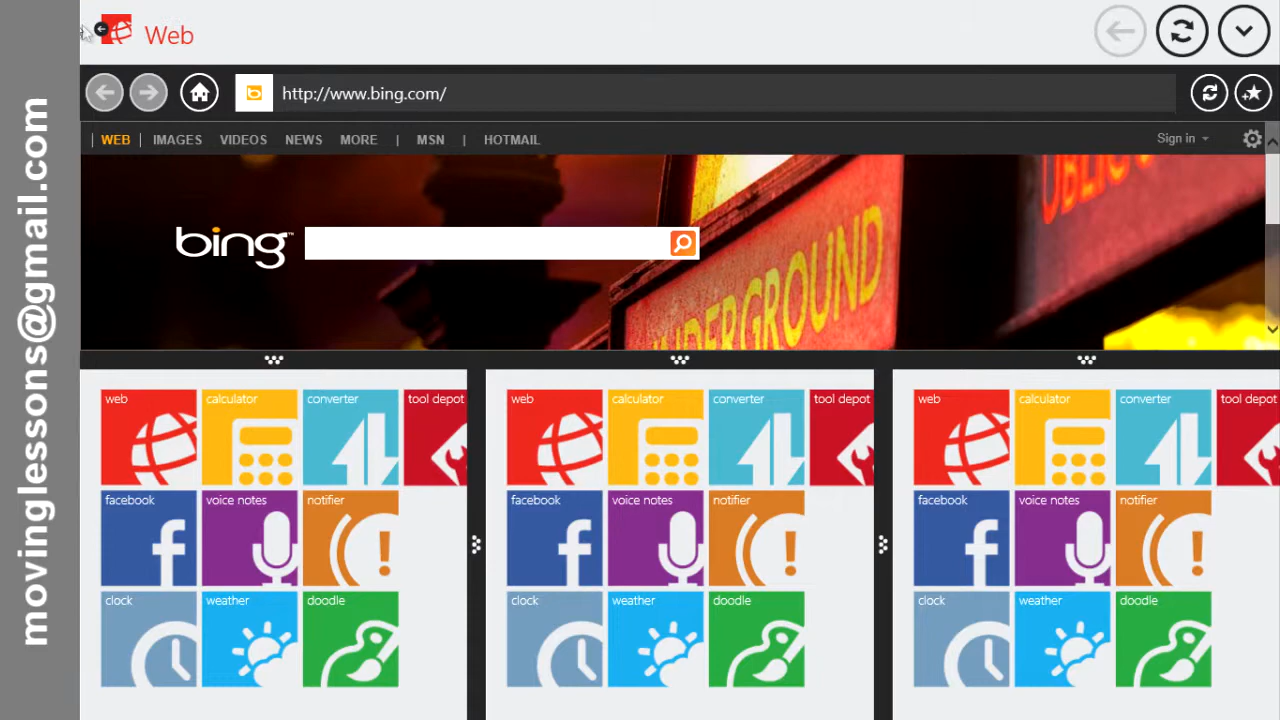 movinglessons@gmail.com
Web
http://www.bing.com/
WEB IMAGES VIDEOS NEWS MORE | MSN | HOTMAIL Sign in
bing™
UNDERGROUND
web calculator converter tool depot
facebook voice notes notifier
clock weather doodle
web calculator converter tool depot
facebook voice notes notifier
clock weather doodle
web calculator converter tool depot
facebook voice notes notifier
clock weather doodle